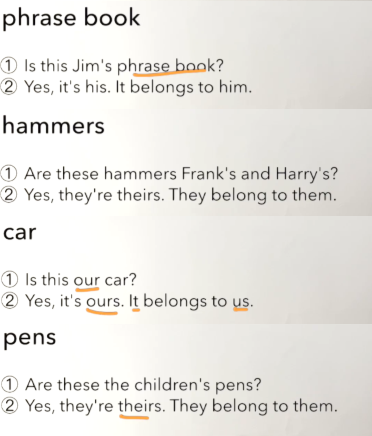 phrase book
① Is this Jim's phrase book?
② Yes, it's his. It belongs to him.
hammers
① Are these hammers Frank's and Harry's?
② Yes, they're theirs. They belong to them.
car
① Is this our car?
② Yes, it's ours. It belongs to us.
pens
① Are these the children's pens?
② Yes, they're theirs. They belong to them.